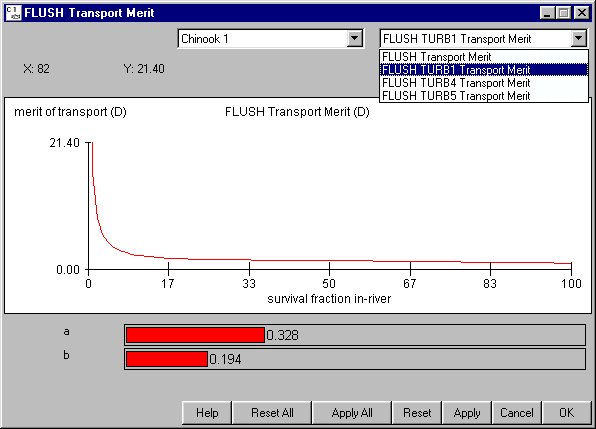 FLUSH Transport Merit
Chinook 1
FLUSH TURB1 Transport Merit
FLUSH Transport Merit
FLUSH TURB1 Transport Merit
FLUSH TURB4 Transport Merit
FLUSH TURB5 Transport Merit
X: 82 Y: 21.40
merit of transport (D) FLUSH Transport Merit (D)
21.40
0.00
0 17 33 50 67 83 100
survival fraction in-river
a 0.328
b 0.194
Help Reset All Apply All Reset Apply Cancel OK